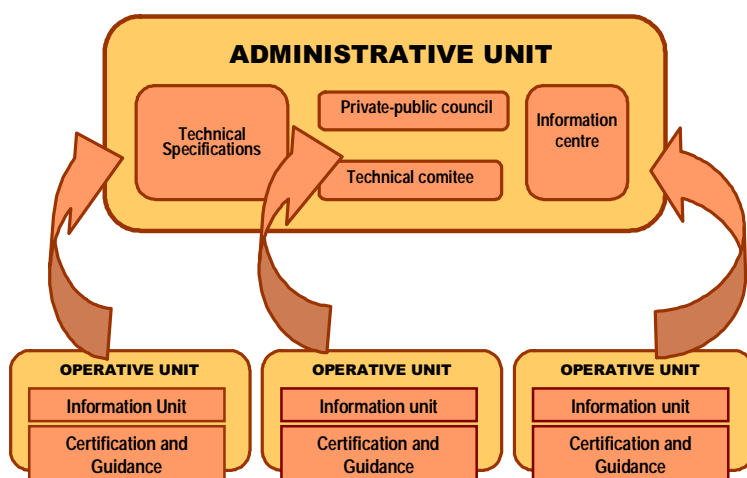 ADMINISTRATIVE UNIT
Technical
Specifications
Private-public council
Technical comitee
Information
centre
OPERATIVE UNIT
Information Unit
Certification and
Guidance
OPERATIVE UNIT
Information unit
Certification and
Guidance
OPERATIVE UNIT
Information unit
Certification and
Guidance